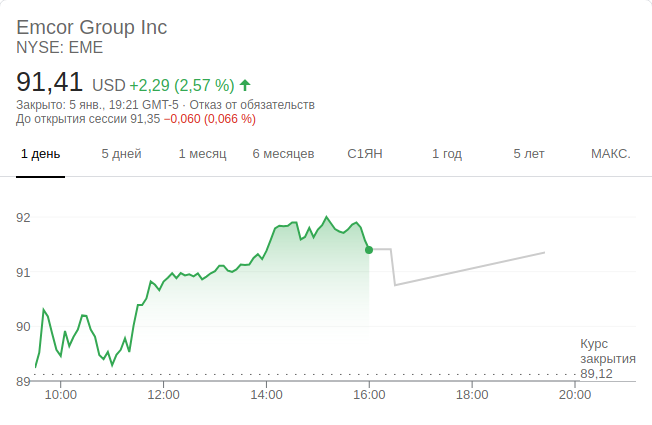 Emcor Group Inc
NYSE: EME
91,41 USD +2,29 (2,57 %) ↑
Закрыто: 5 янв., 19:21 GMT-5 · Отказ от обязательств
До открытия сессии 91,35 −0,060 (0,066 %)
1 день 5 дней 1 месяц 6 месяцев С1ЯН 1 год 5 лет МАКС.
92
91
90
89
Курс
закрытия
89,12
10:00 12:00 14:00 16:00 18:00 20:00